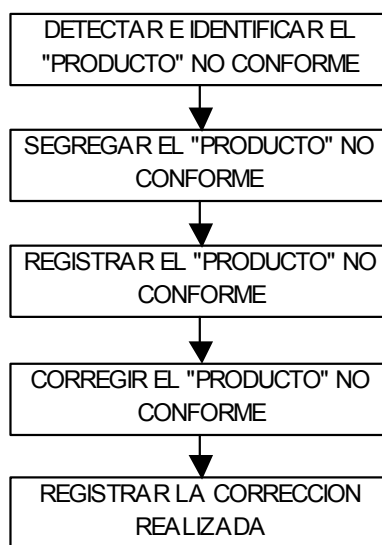 DETECTAR E IDENTIFICAR EL
"PRODUCTO" NO CONFORME
SEGREGAR EL "PRODUCTO" NO
CONFORME
REGISTRAR EL "PRODUCTO" NO
CONFORME
CORREGIR EL "PRODUCTO" NO
CONFORME
REGISTRAR LA CORRECCION
REALIZADA